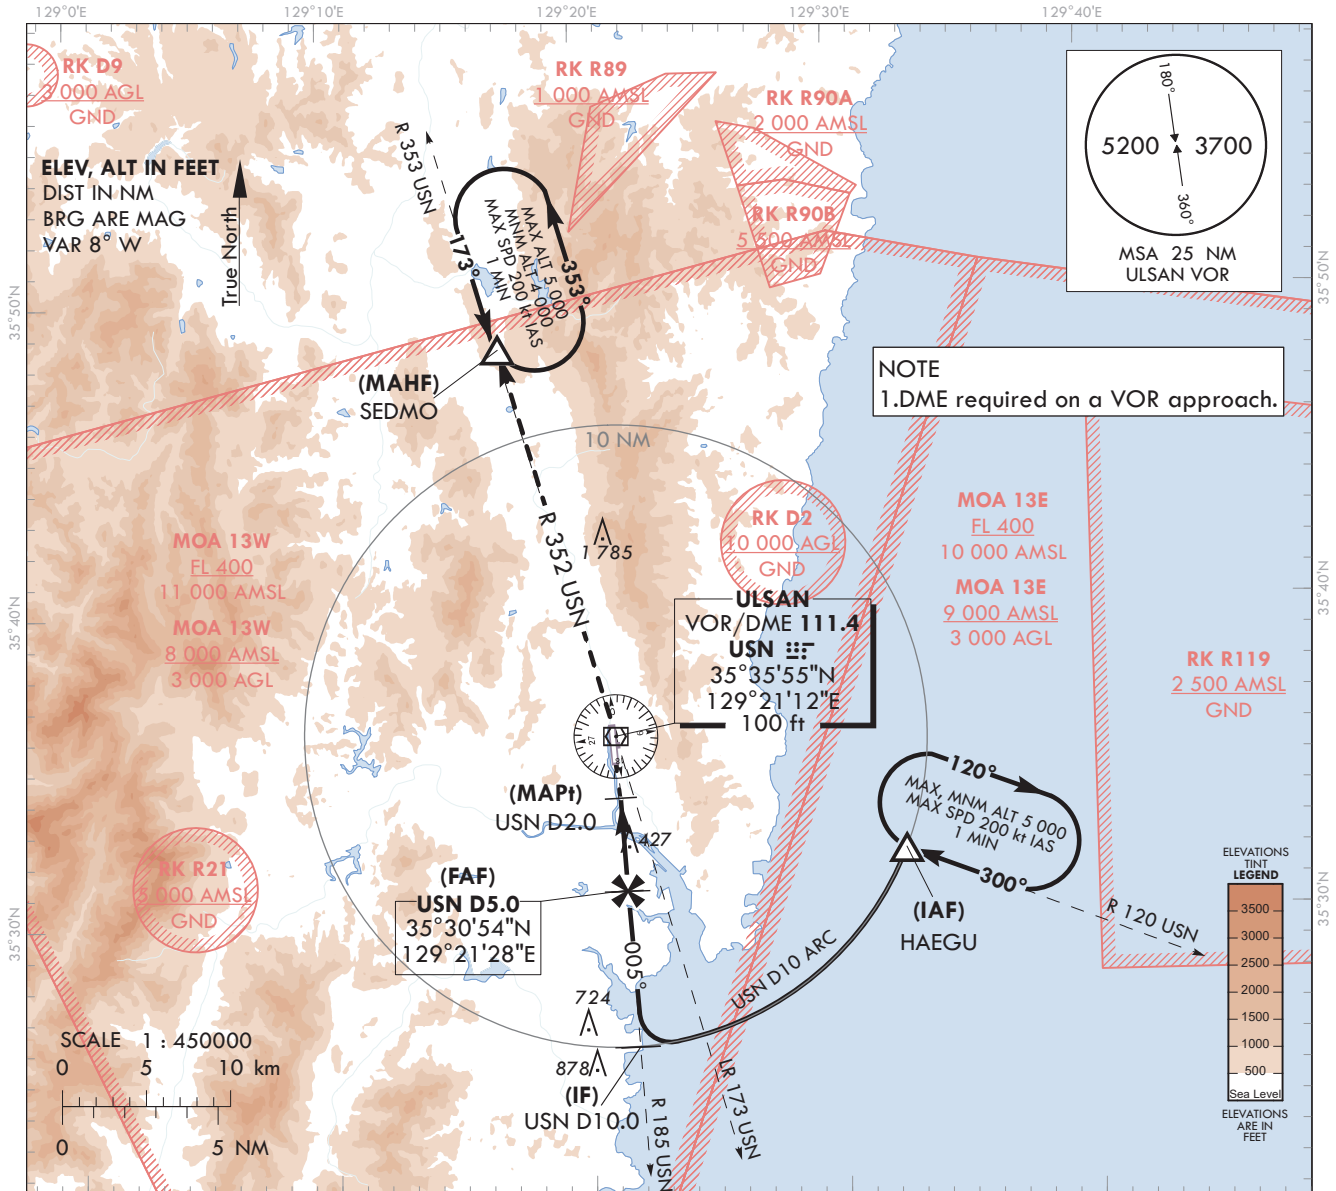 129°0'E
129°10'E
129°20'E
129°30'E
129°40'E
RK D9
3 000 AGL
GND
RK R89
1 000 AMSL
GND
RK R90A
2 000 AMSL
GND
RK R90B
5 500 AMSL
GND
180°
5200
3700
360°
MSA 25 NM
ULSAN VOR
ELEV, ALT IN FEET
DIST IN NM
BRG ARE MAG
VAR 8° W
True North
R 353 USN
173°
MAX ALT 5 000
MNM ALT 4 000
MAX SPD 200 kt IAS
1 MIN
353°
35°50'N
35°50'N
(MAHF)
SEDMO
NOTE
1.DME required on a VOR approach.
10 NM
R 352 USN
1 785
RK D2
10 000 AGL
GND
MOA 13W
FL 400
11 000 AMSL
MOA 13W
8 000 AMSL
3 000 AGL
MOA 13E
FL 400
10 000 AMSL
MOA 13E
9 000 AMSL
3 000 AGL
35°40'N
35°40'N
ULSAN
VOR/DME 111.4
USN
35°35'55"N
129°21'12"E
100 ft
RK R119
2 500 AMSL
GND
27
9
(MAPt)
USN D2.0
427
120°
MAX, MNM ALT 5 000
MAX SPD 200 kt IAS
1 MIN
300°
(IAF)
HAEGU
R 120 USN
RK R21
5 000 AMSL
GND
(FAF)
USN D5.0
35°30'54"N
129°21'28"E
005°
35°30'N
35°30'N
USN D10 ARC
724
878
(IF)
USN D10.0
R 185 USN
LR 173 USN
SCALE 1 : 450000
0 5 10 km
0 5 NM
ELEVATIONS
TINT
LEGEND
3500
3000
2500
2000
1500
1000
500
Sea Level
ELEVATIONS
ARE IN
FEET